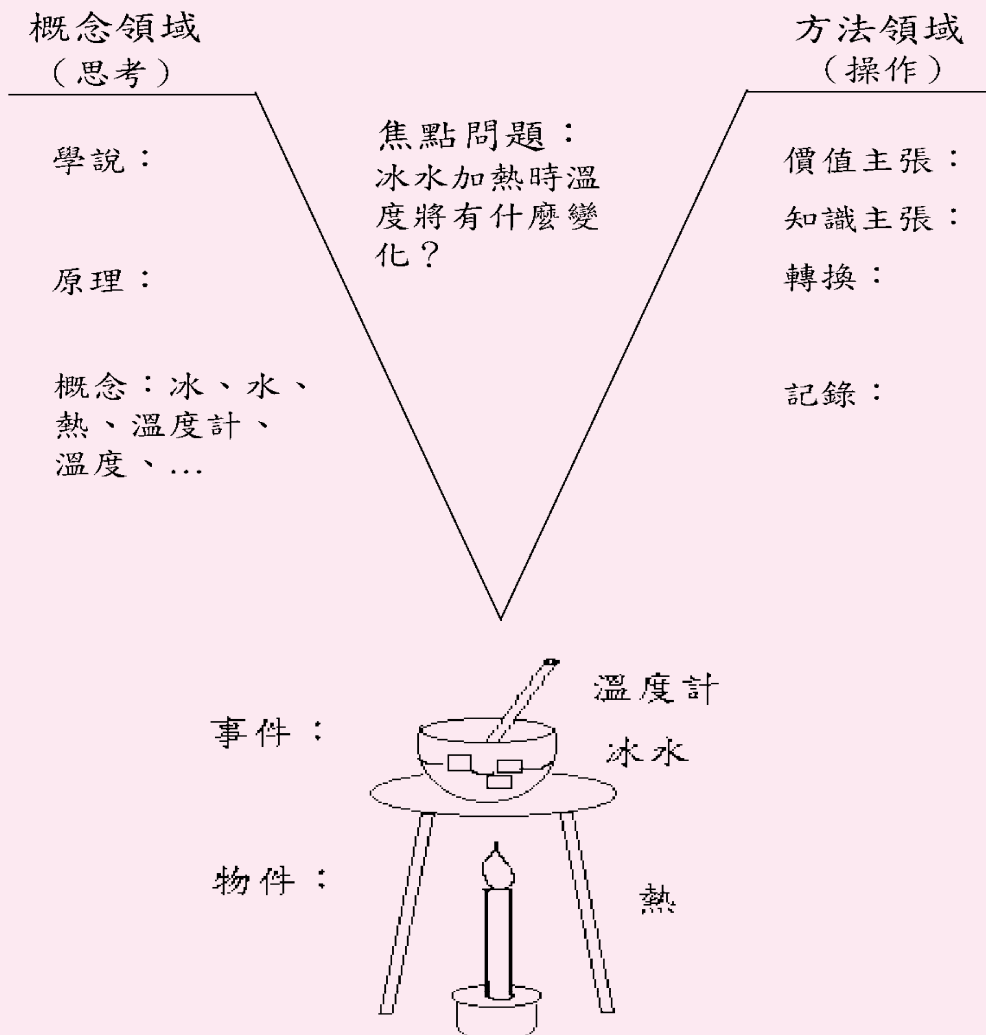 概念領域
（思考）
學說：
原理：
概念：冰、水、
熱、溫度計、
溫度、…
焦點問題：
冰水加熱時溫
度將有什麼變
化？
方法領域
（操作）
價值主張：
知識主張：
轉換：
記錄：
事件：
物件：
溫度計
冰水
熱